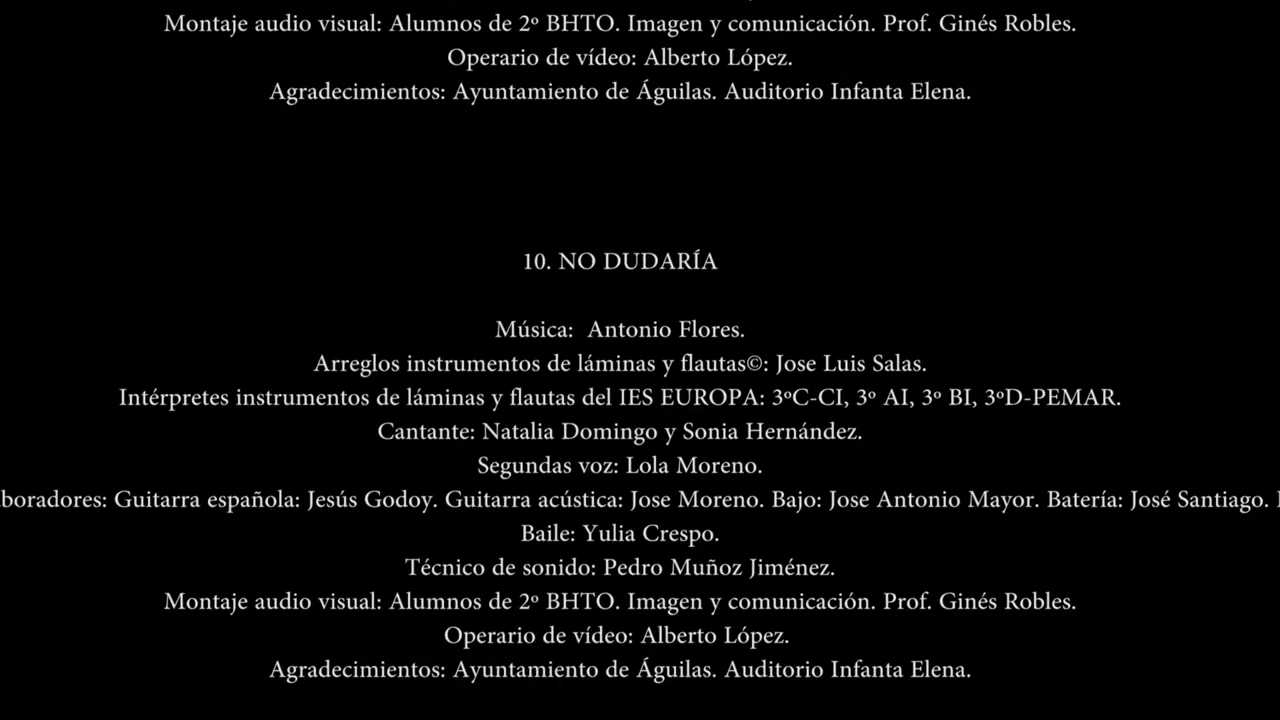 Montaje audio visual: Alumnos de 2º BHTO. Imagen y comunicación. Prof. Ginés Robles.
Operario de vídeo: Alberto López.
Agradecimientos: Ayuntamiento de Águilas. Auditorio Infanta Elena.
10. NO DUDARÍA
Música: Antonio Flores.
Arreglos instrumentos de láminas y flautas©: Jose Luis Salas.
Intérpretes instrumentos de láminas y flautas del IES EUROPA: 3ºC-CI, 3º AI, 3º BI, 3ºD-PEMAR.
Cantante: Natalia Domingo y Sonia Hernández.
Segundas voz: Lola Moreno.
boradores: Guitarra española: Jesús Godoy. Guitarra acústica: Jose Moreno. Bajo: Jose Antonio Mayor. Batería: José Santiago.
Baile: Yulia Crespo.
Técnico de sonido: Pedro Muñoz Jiménez.
Montaje audio visual: Alumnos de 2º BHTO. Imagen y comunicación. Prof. Ginés Robles.
Operario de vídeo: Alberto López.
Agradecimientos: Ayuntamiento de Águilas. Auditorio Infanta Elena.